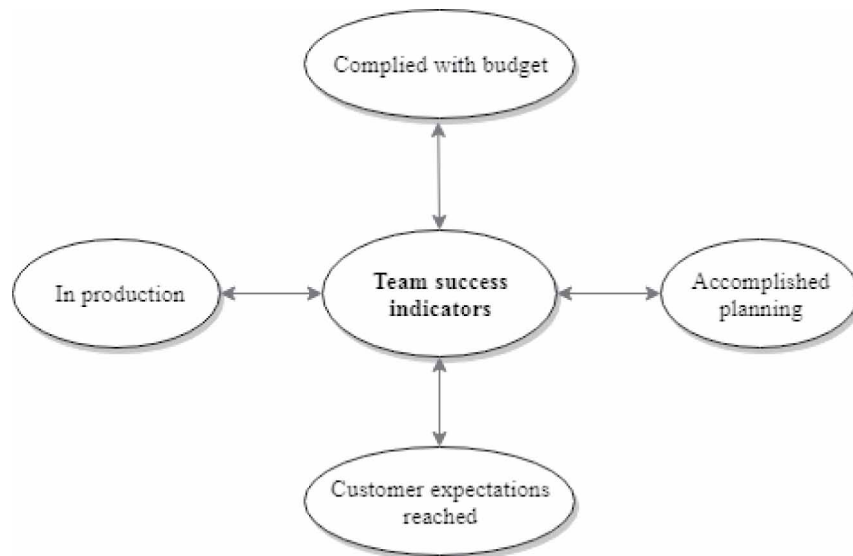 Complied with budget
In production
Team success
indicators
Accomplished
planning
Customer expectations
reached